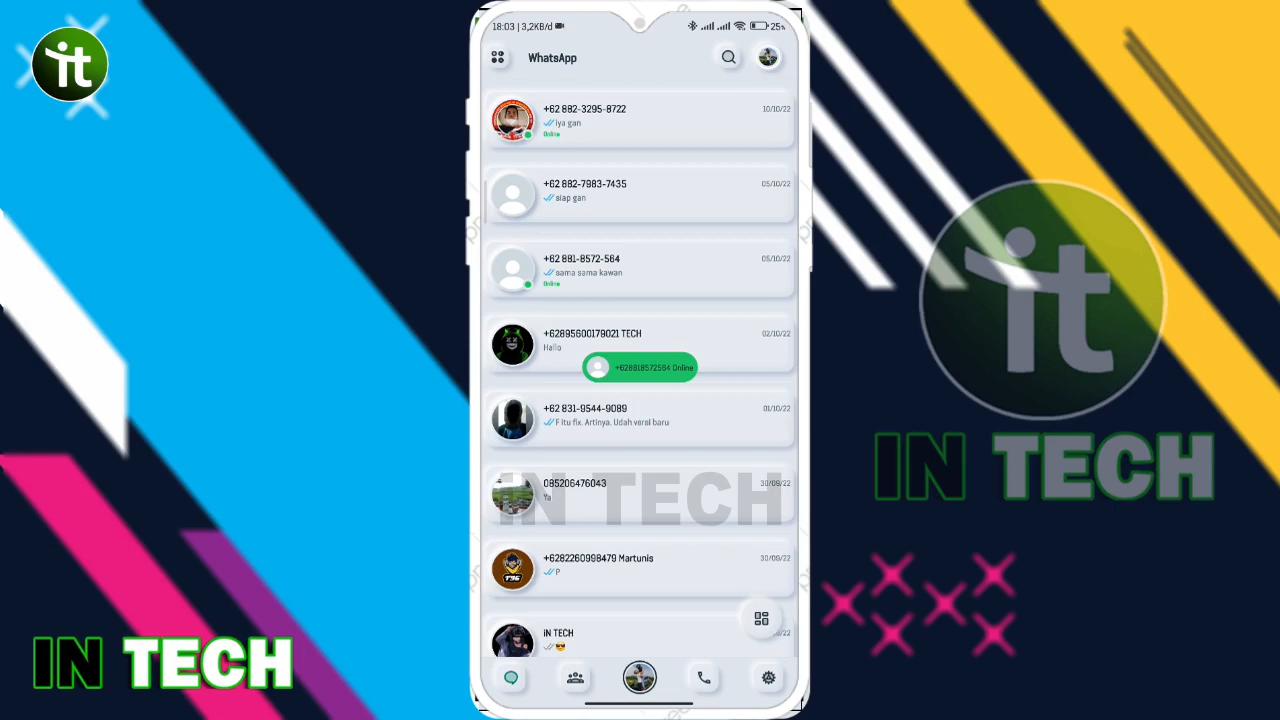 it
18:03 | 3,2KB/d
25%
WhatsApp
+62 882-3295-8722
10/10/22
iya gan
Online
+62 882-7983-7435
05/10/22
siap gan
+62 881-8572-564
05/10/22
sama sama kawan
Online
+62895600179021 TECH
02/10/22
Hallo
+628818572564 Online
+62 831-9544-9089
01/10/22
F itu fix. Artinya. Udah versi baru
085206476043
30/09/22
Ya
iN TECH
+6282260998479 Martunis
30/09/22
P
iN TECH
/22
😎
it
IN TECH
IN TECH